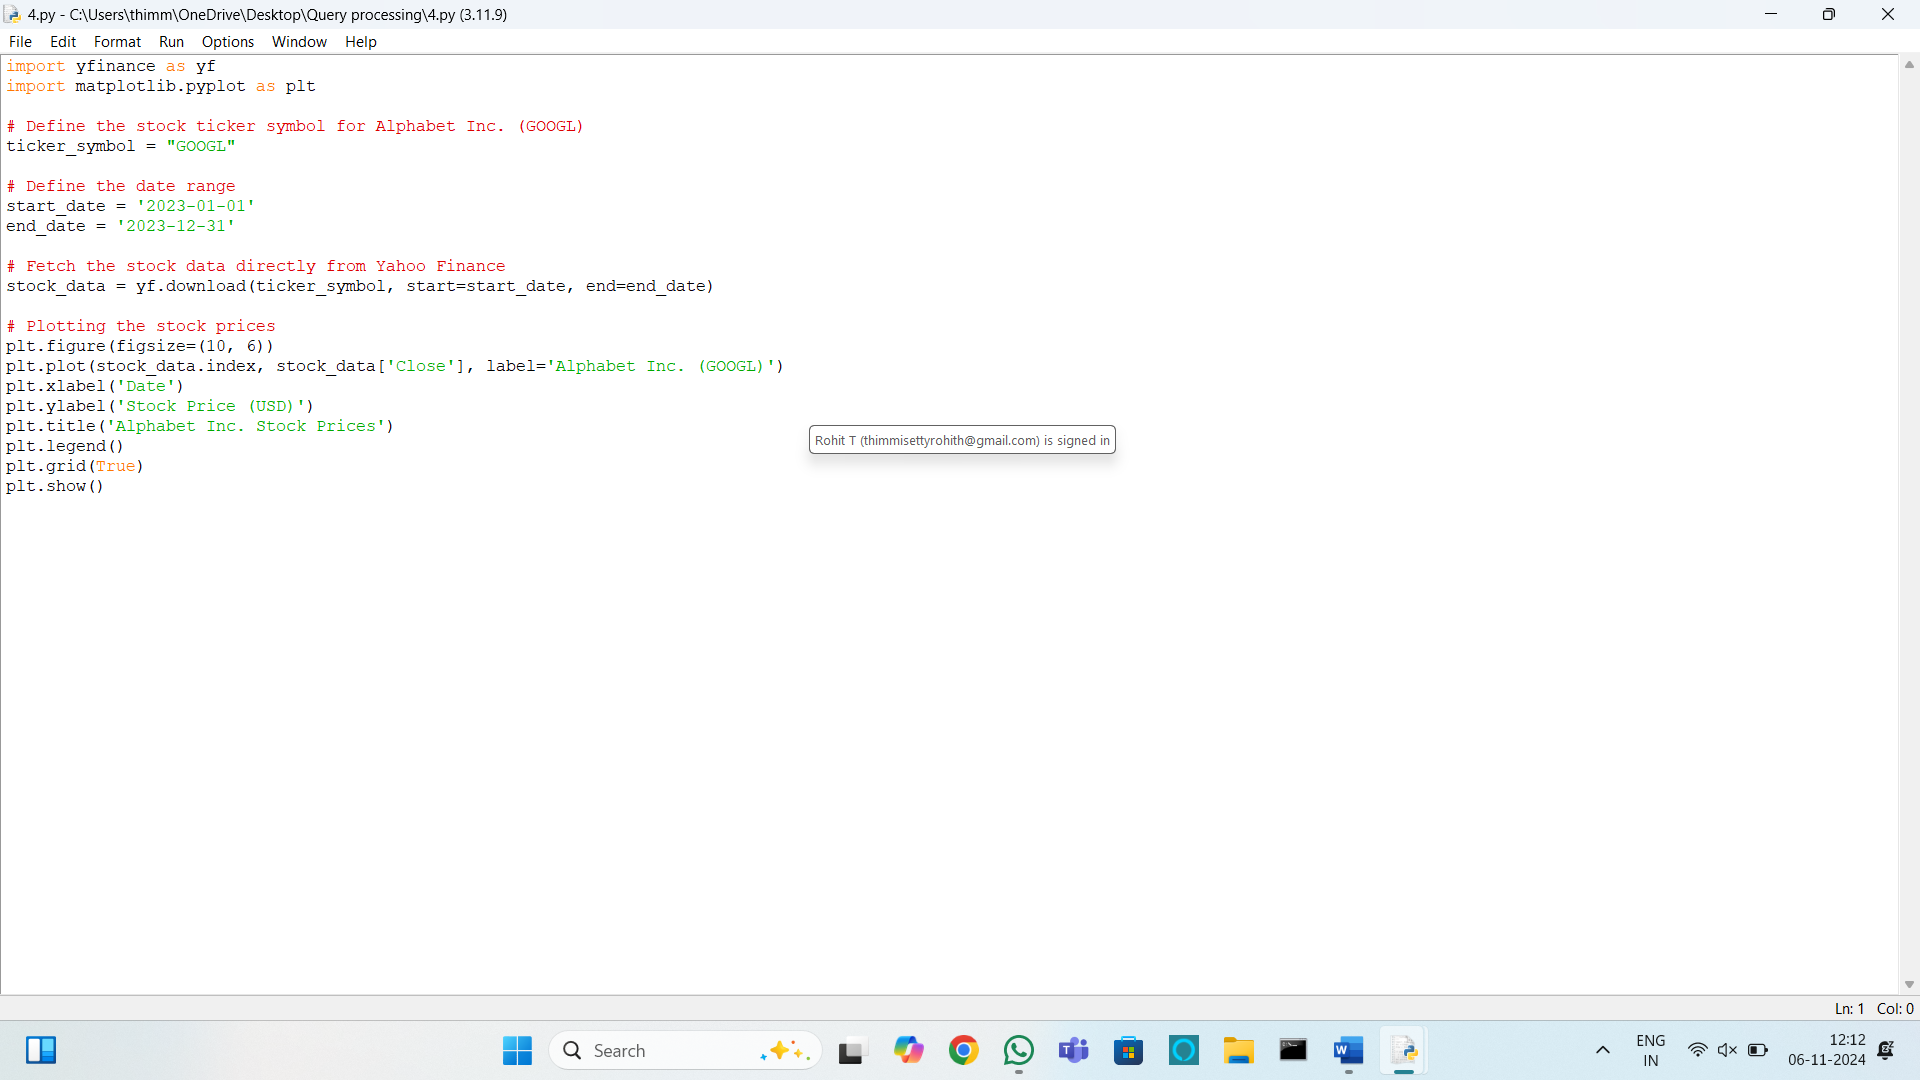 4.py - C:\Users\thimm\OneDrive\Desktop\Query processing\4.py (3.11.9)
File Edit Format Run Options Window Help
import yfinance as yf
import matplotlib.pyplot as plt
# Define the stock ticker symbol for Alphabet Inc. (GOOGL)
ticker_symbol = "GOOGL"
# Define the date range
start_date = '2023-01-01'
end_date = '2023-12-31'
# Fetch the stock data directly from Yahoo Finance
stock_data = yf.download(ticker_symbol, start=start_date, end=end_date)
# Plotting the stock prices
plt.figure(figsize=(10, 6))
plt.plot(stock_data.index, stock_data['Close'], label='Alphabet Inc. (GOOGL)')
plt.xlabel('Date')
plt.ylabel('Stock Price (USD)')
plt.title('Alphabet Inc. Stock Prices')
plt.legend()
plt.grid(True)
plt.show()
Rohit T (thimmisettyrohith@gmail.com) is signed in
Ln: 1 Col: 0
Search
ENG
IN
12:12
06-11-2024